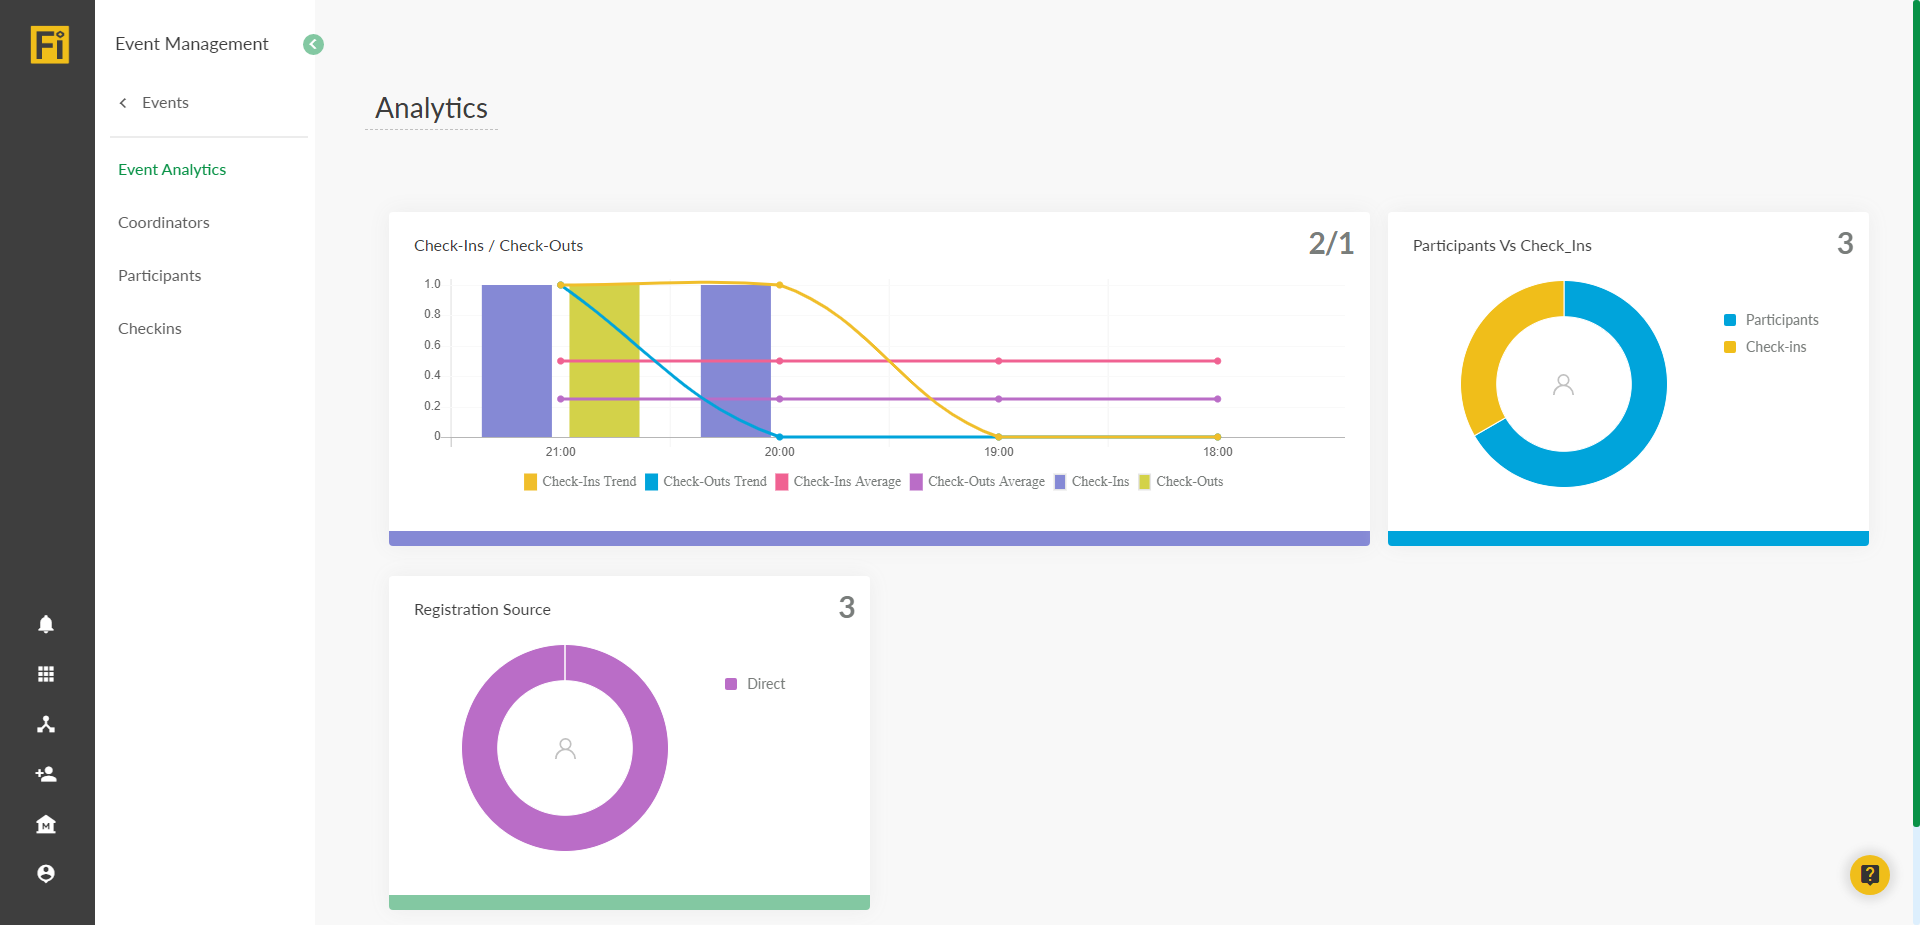 Fi
Event Management
Events
Event Analytics
Coordinators
Participants
Checkins
Analytics
Check-Ins / Check-Outs
2/1
1.0
0.8
0.6
0.4
0.2
0
21:00 20:00 19:00 18:00
Check-Ins Trend Check-Outs Trend Check-Ins Average Check-Outs Average Check-Ins Check-Outs
Participants Vs Check_Ins
3
Participants
Check-ins
Registration Source
3
Direct
M
?